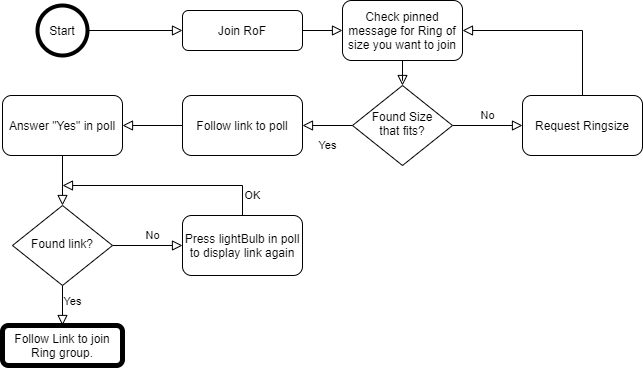 Start
Join RoF
Check pinned
message for Ring of
size you want to join
Found Size
that fits?
No
Request Ringsize
Yes
Follow link to poll
Answer "Yes" in poll
Found link?
No
Press lightBulb in poll
to display link again
OK
Yes
Follow Link to join
Ring group.